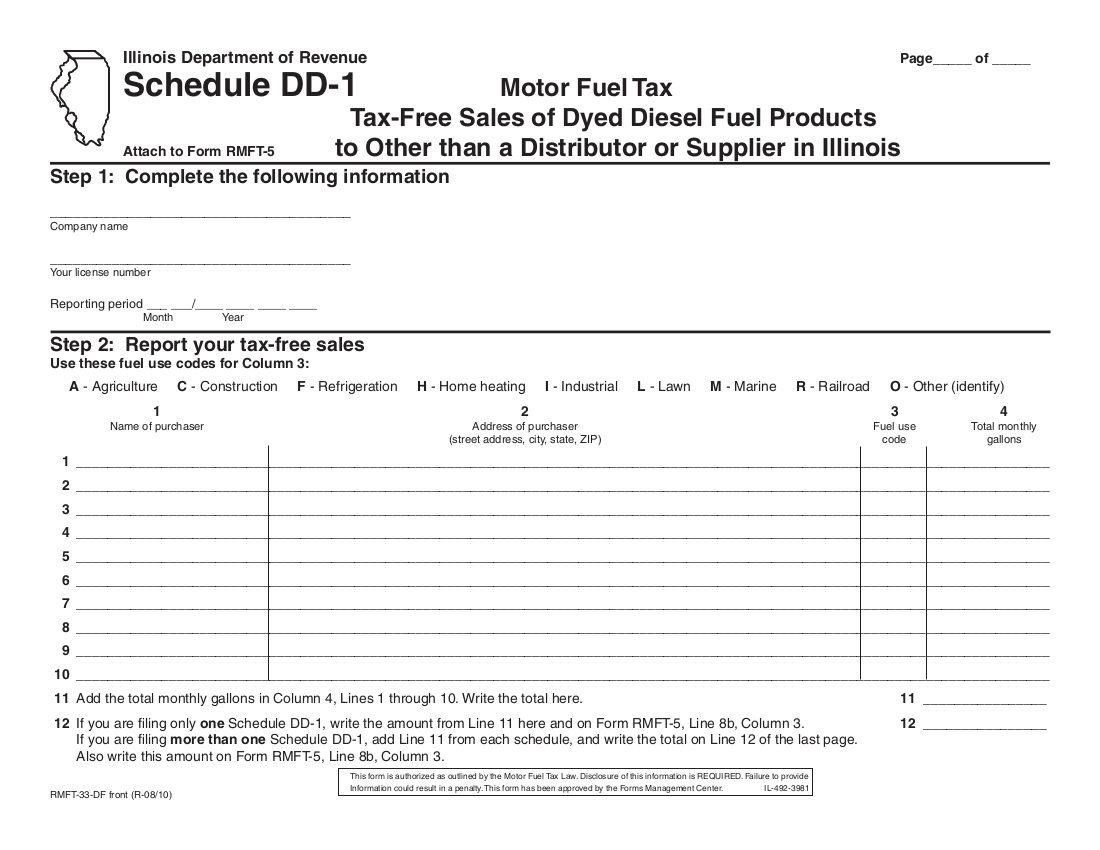 Illinois Department of Revenue
Page_____ of _____
Schedule DD-1
Motor Fuel Tax
Tax-Free Sales of Dyed Diesel Fuel Products
Attach to Form RMFT-5
to Other than a Distributor or Supplier in Illinois
Step 1: Complete the following information
Company name
Your license number
Reporting period ___ ___/____ ____ ____ ____
Month Year
Step 2: Report your tax-free sales
Use these fuel use codes for Column 3:
A - Agriculture C - Construction F - Refrigeration H - Home heating I - Industrial L - Lawn M - Marine R - Railroad O - Other (identify)
1 2 3 4
Name of purchaser Address of purchaser Fuel use Total monthly
(street address, city, state, ZIP) code gallons
1
2
3
4
5
6
7
8
9
10
11 Add the total monthly gallons in Column 4, Lines 1 through 10. Write the total here. 11 ________________
12 If you are filing only one Schedule DD-1, write the amount from Line 11 here and on Form RMFT-5, Line 8b, Column 3. 12 ________________
If you are filing more than one Schedule DD-1, add Line 11 from each schedule, and write the total on Line 12 of the last page.
Also write this amount on Form RMFT-5, Line 8b, Column 3.
This form is authorized as outlined by the Motor Fuel Tax Law. Disclosure of this information is REQUIRED. Failure to provide
Information could result in a penalty. This form has been approved by the Forms Management Center. IL-492-3981
RMFT-33-DF front (R-08/10)